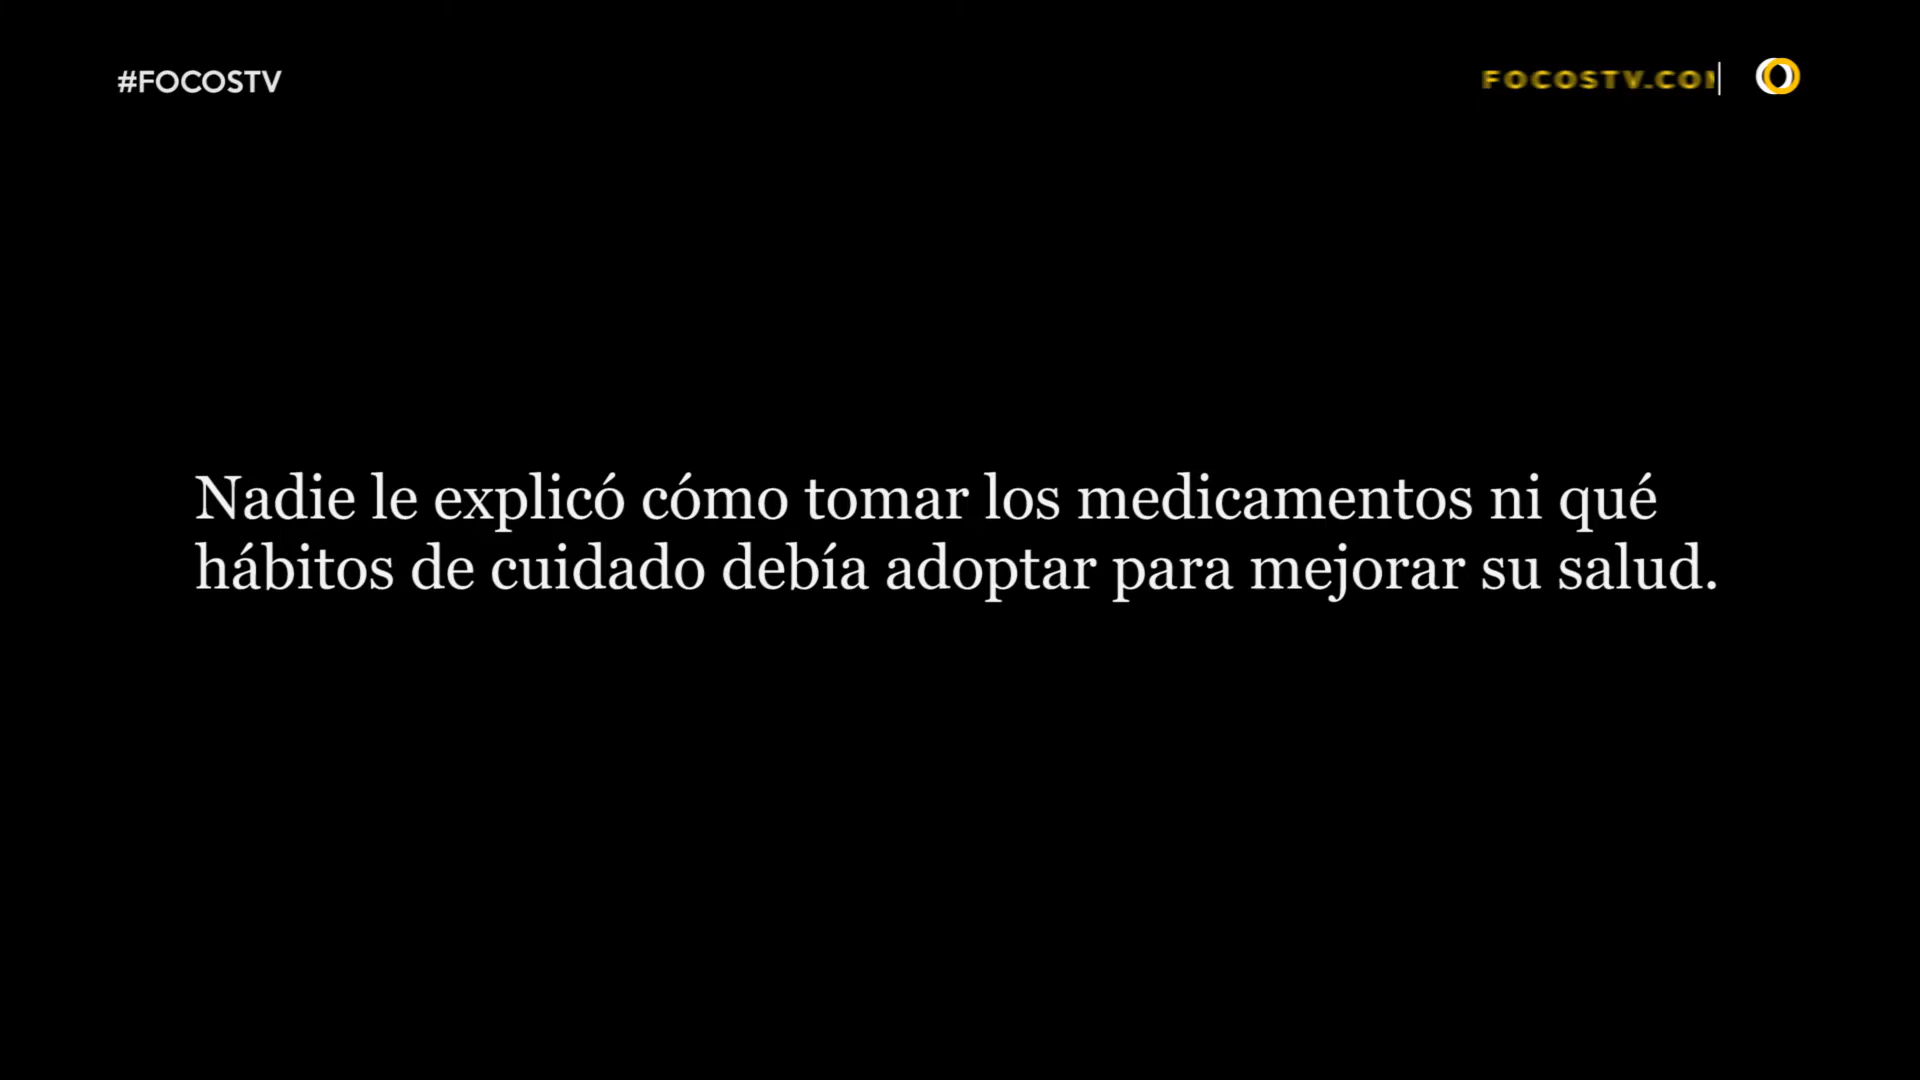 #FOCOSTV
Nadie le explicó cómo tomar los medicamentos ni qué
hábitos de cuidado debía adoptar para mejorar su salud.